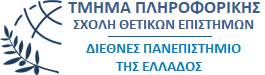 ΤΜΗΜΑ ΠΛΗΡΟΦΟΡΙΚΗΣ
ΣΧΟΛΗ ΘΕΤΙΚΩΝ ΕΠΙΣΤΗΜΩΝ
ΔΙΕΘΝΕΣ ΠΑΝΕΠΙΣΤΗΜΙΟ
ΤΗΣ ΕΛΛΑΔΟΣ